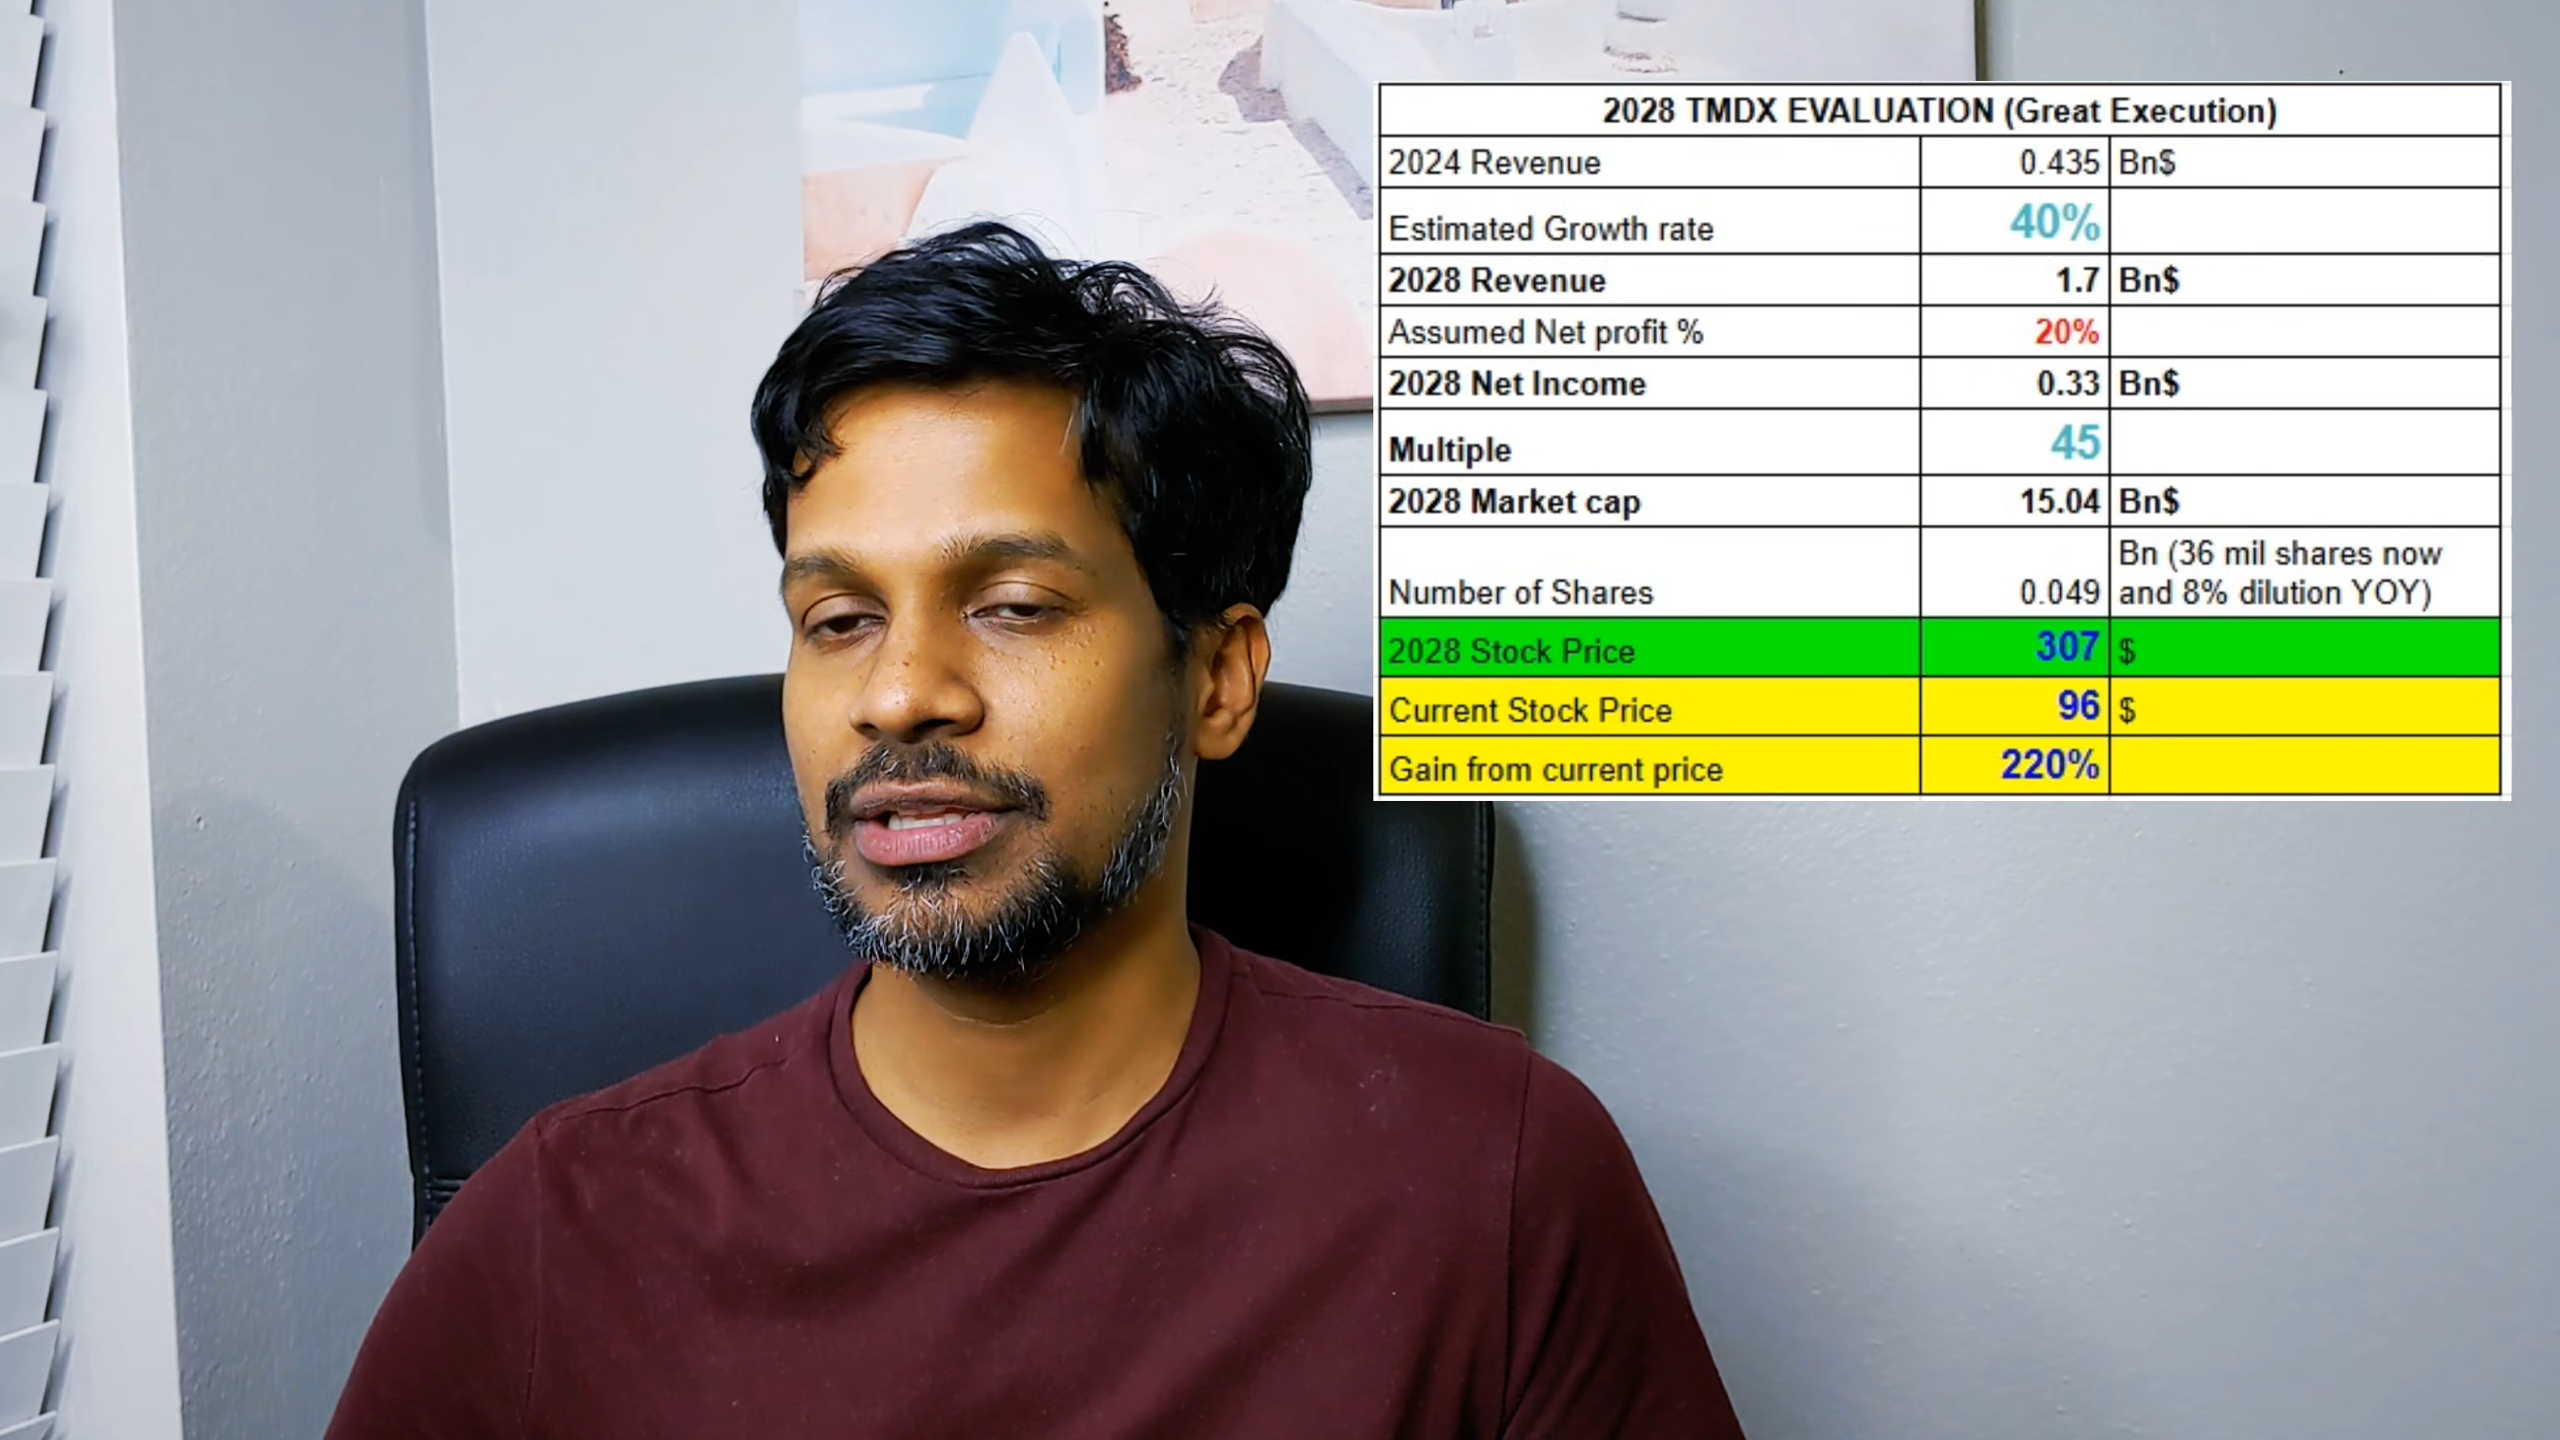 2028 TMDX EVALUATION (Great Execution)
2024 Revenue 0.435 Bn$
Estimated Growth rate 40%
2028 Revenue 1.7 Bn$
Assumed Net profit % 20%
2028 Net Income 0.33 Bn$
Multiple 45
2028 Market cap 15.04 Bn$
Number of Shares 0.049 Bn (36 mil shares now
and 8% dilution YOY)
2028 Stock Price 307 $
Current Stock Price 96 $
Gain from current price 220%